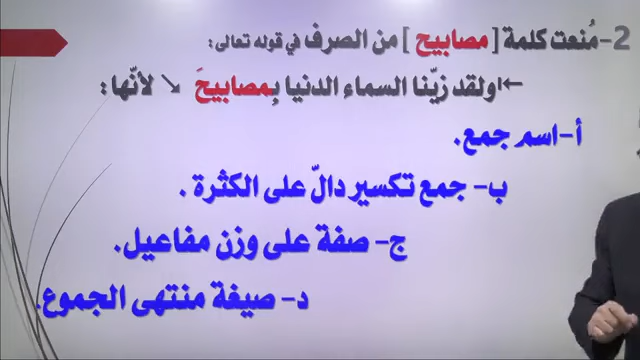 2-مُنعت كلمة [مصابيح] من الصرف في قوله تعالى:
←ولقد زيّنا السماء الدنيا بِمصابيحَ ↘ لأنّها:
أ-اسم جمع.
ب- جمع تكسير دالّ على الكثرة.
ج- صفة على وزن مفاعيل.
د- صيغة منتهى الجموع.